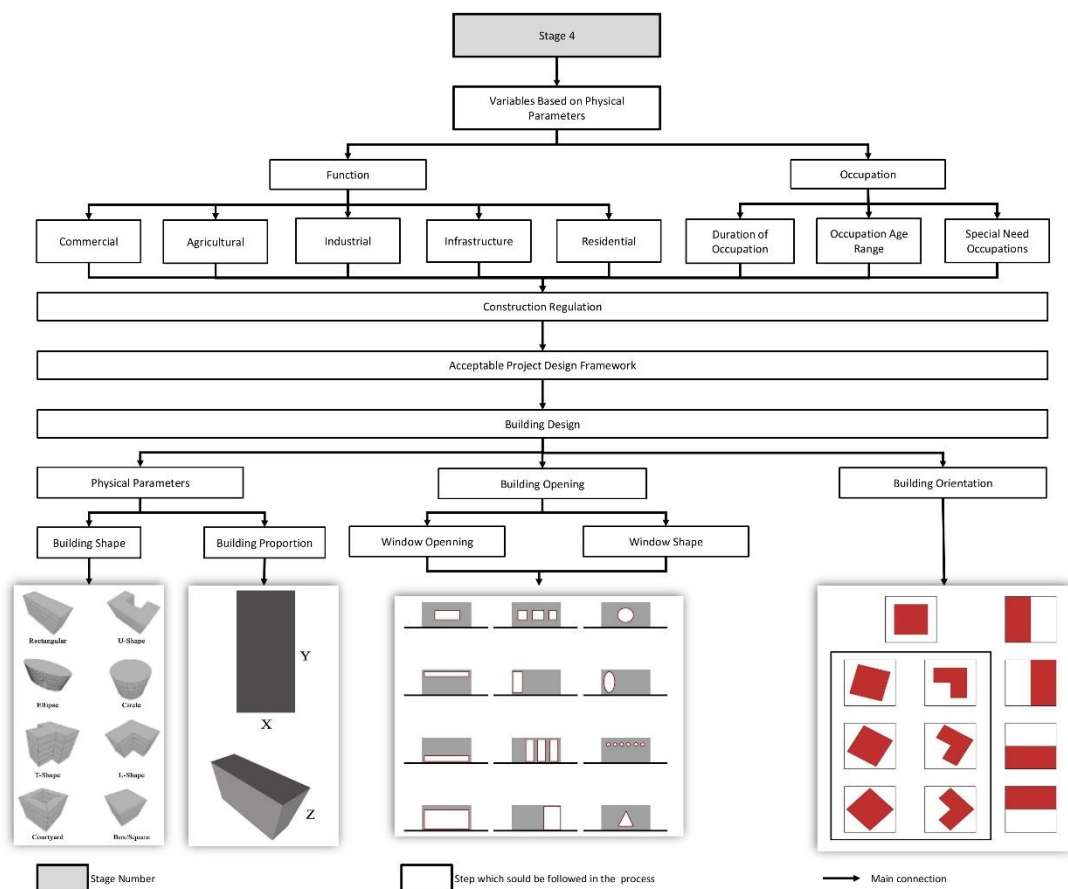 Stage 4
Variables Based on Physical
Parameters
Function
Occupation
Commercial
Agricultural
Industrial
Infrastructure
Residential
Duration of
Occupation
Occupation Age
Range
Special Need
Occupations
Construction Regulation
Acceptable Project Design Framework
Building Design
Physical Parameters
Building Opening
Building Orientation
Building Shape
Building Proportion
Window Openning
Window Shape
Rectangular
U-Shape
Ellipse
Circle
T-Shape
L-Shape
Courtyard
Box/Square
Y
X
Z
Stage Number
Step which sould be followed in the process
Main connection